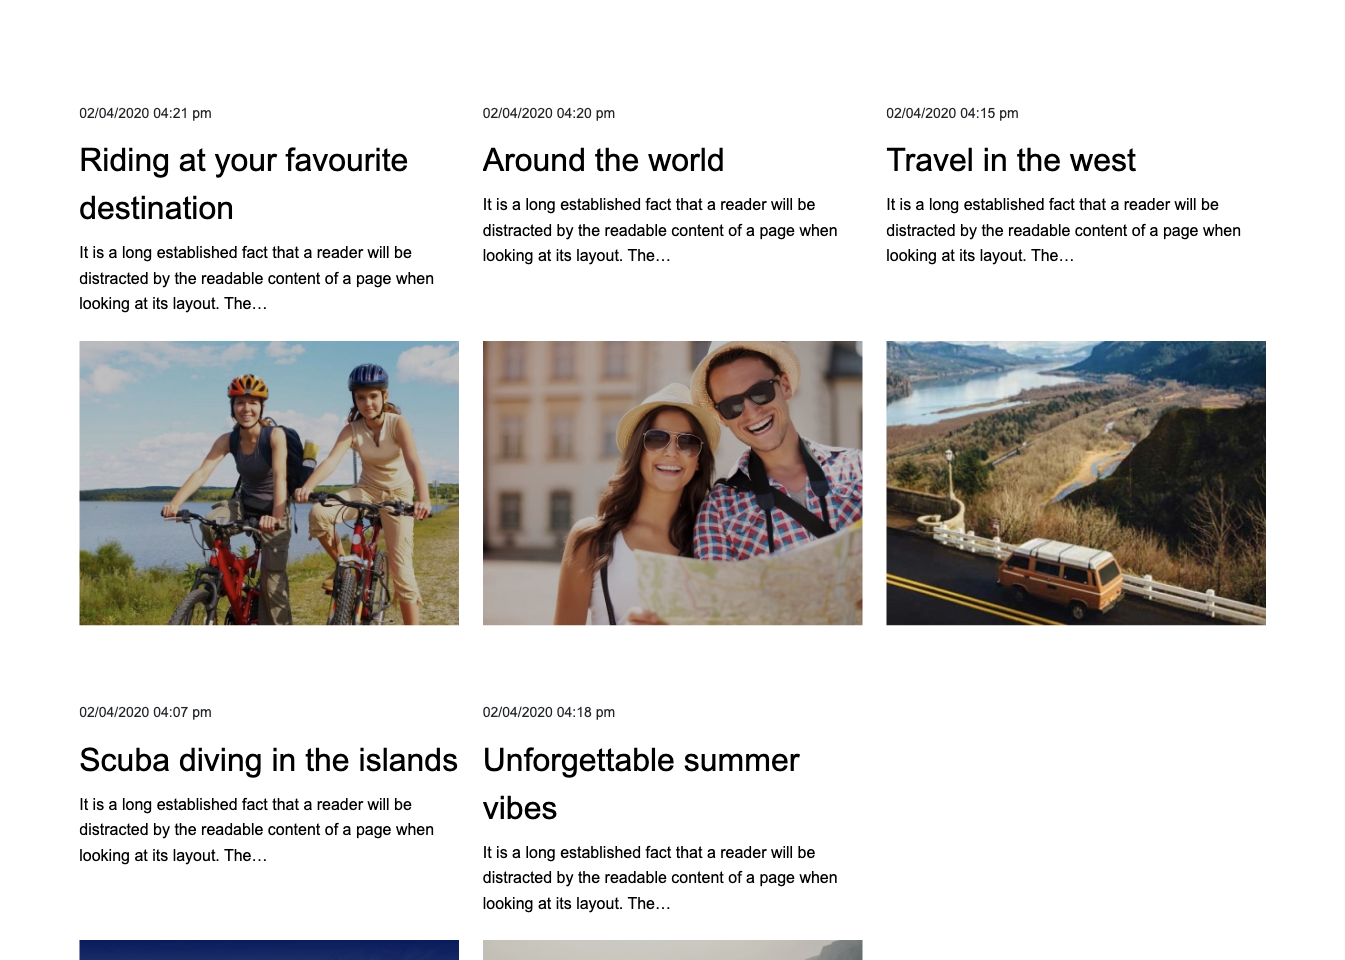 02/04/2020 04:21 pm
Riding at your favourite
destination
It is a long established fact that a reader will be
distracted by the readable content of a page when
looking at its layout. The…
02/04/2020 04:20 pm
Around the world
It is a long established fact that a reader will be
distracted by the readable content of a page when
looking at its layout. The…
02/04/2020 04:15 pm
Travel in the west
It is a long established fact that a reader will be
distracted by the readable content of a page when
looking at its layout. The…
02/04/2020 04:07 pm
Scuba diving in the islands
It is a long established fact that a reader will be
distracted by the readable content of a page when
looking at its layout. The…
02/04/2020 04:18 pm
Unforgettable summer
vibes
It is a long established fact that a reader will be
distracted by the readable content of a page when
looking at its layout. The…